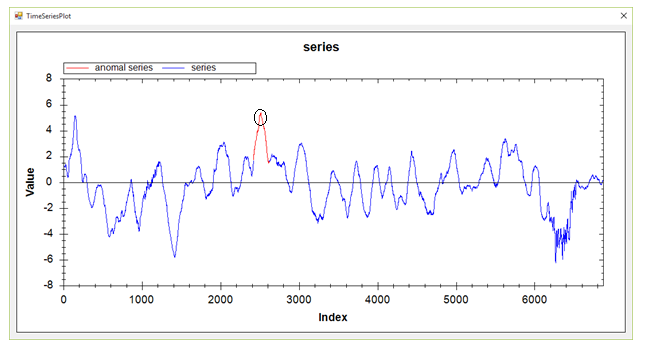 TimeSeriesPlot
series
anomal series series
8
6
4
2
0
-2
-4
-6
-8
Value
0 1000 2000 3000 4000 5000 6000
Index